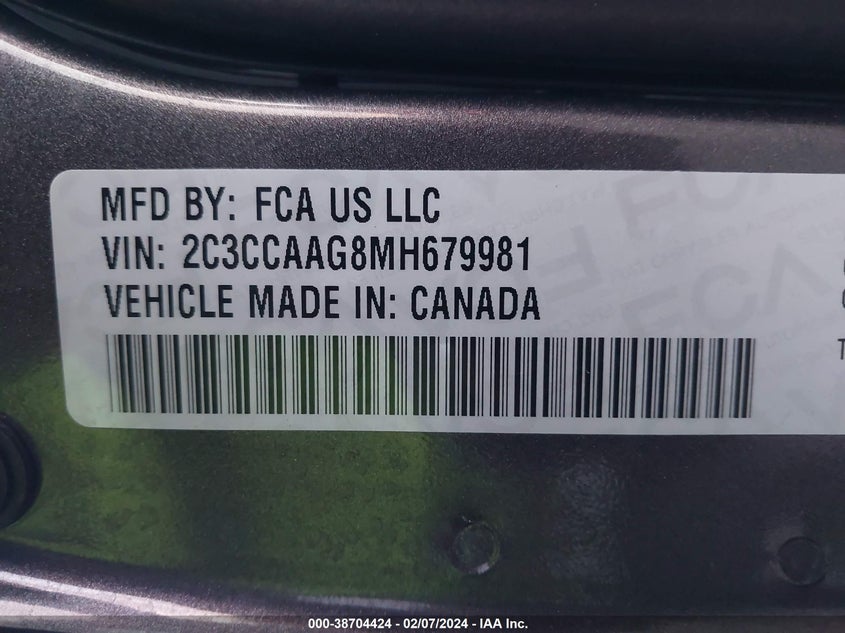 MFD BY: FCA US LLC
VIN: 2C3CCAAG8MH679981
VEHICLE MADE IN: CANADA
T
000-38704424 - 02/07/2024 - IAA Inc.